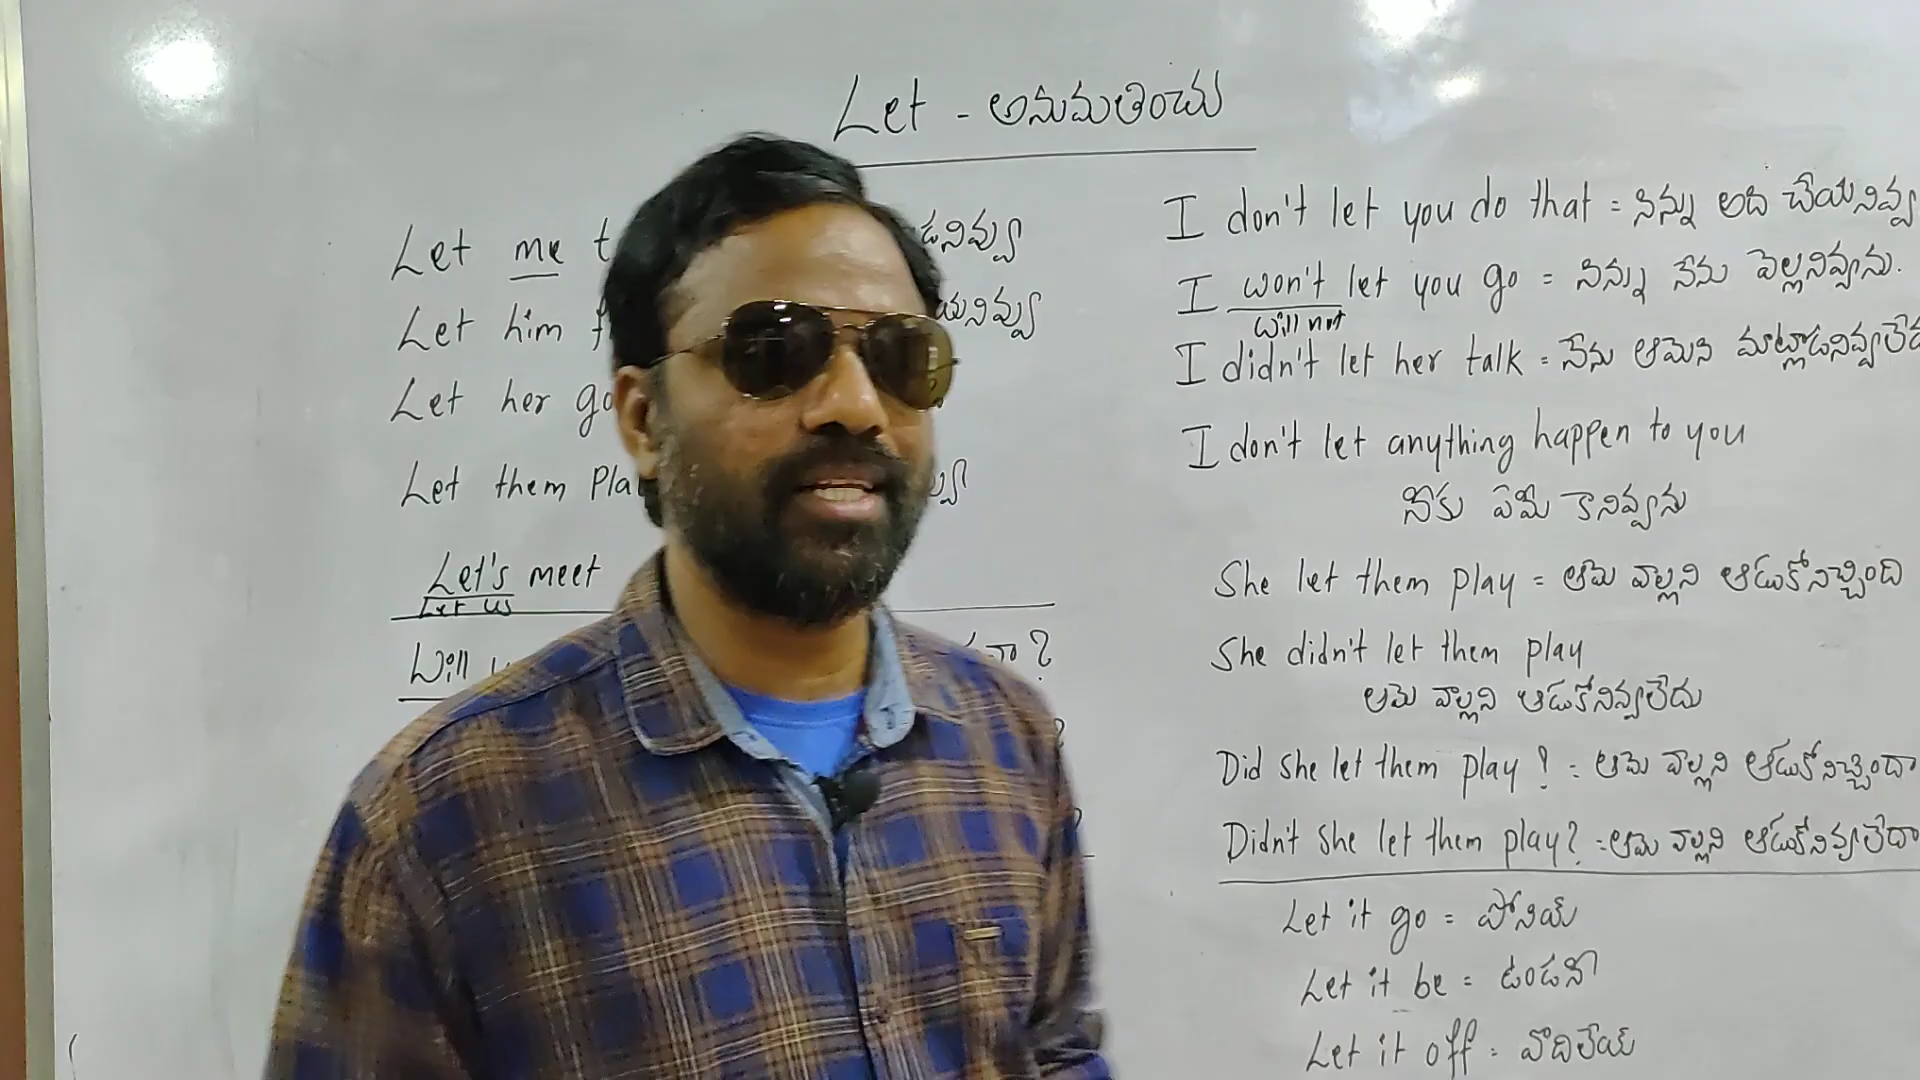 Let - అనుమతించు
Let me
డనివ్వు
Let him
యనివ్వు
Let her go
Let them Pla
Let's meet
Let us
Will
I don't let you do that = నిన్ను అది చేయనివ్వ
I won't let you go = నిన్ను నేను వెల్లనివ్వను.
will not
I didn't let her talk = నేను ఆమెని మాట్లాడనివ్వలేదు
I don't let anything happen to you
నీకు ఏమీ కానివ్వను
She let them play = ఆమె వాల్లని ఆడుకోనిచ్చింది
She didn't let them play
ఆమె వాల్లని ఆడుకోనివ్వలేదు
Did she let them play ? = ఆమె వాల్లని ఆడుకోనిచ్చిందా
Didn't she let them play? = ఆమె వాల్లని ఆడుకోనివ్వలేదా
Let it go = పోనియ్
Let it be = ఉండనీ
Let it off = వొదిలేయ్